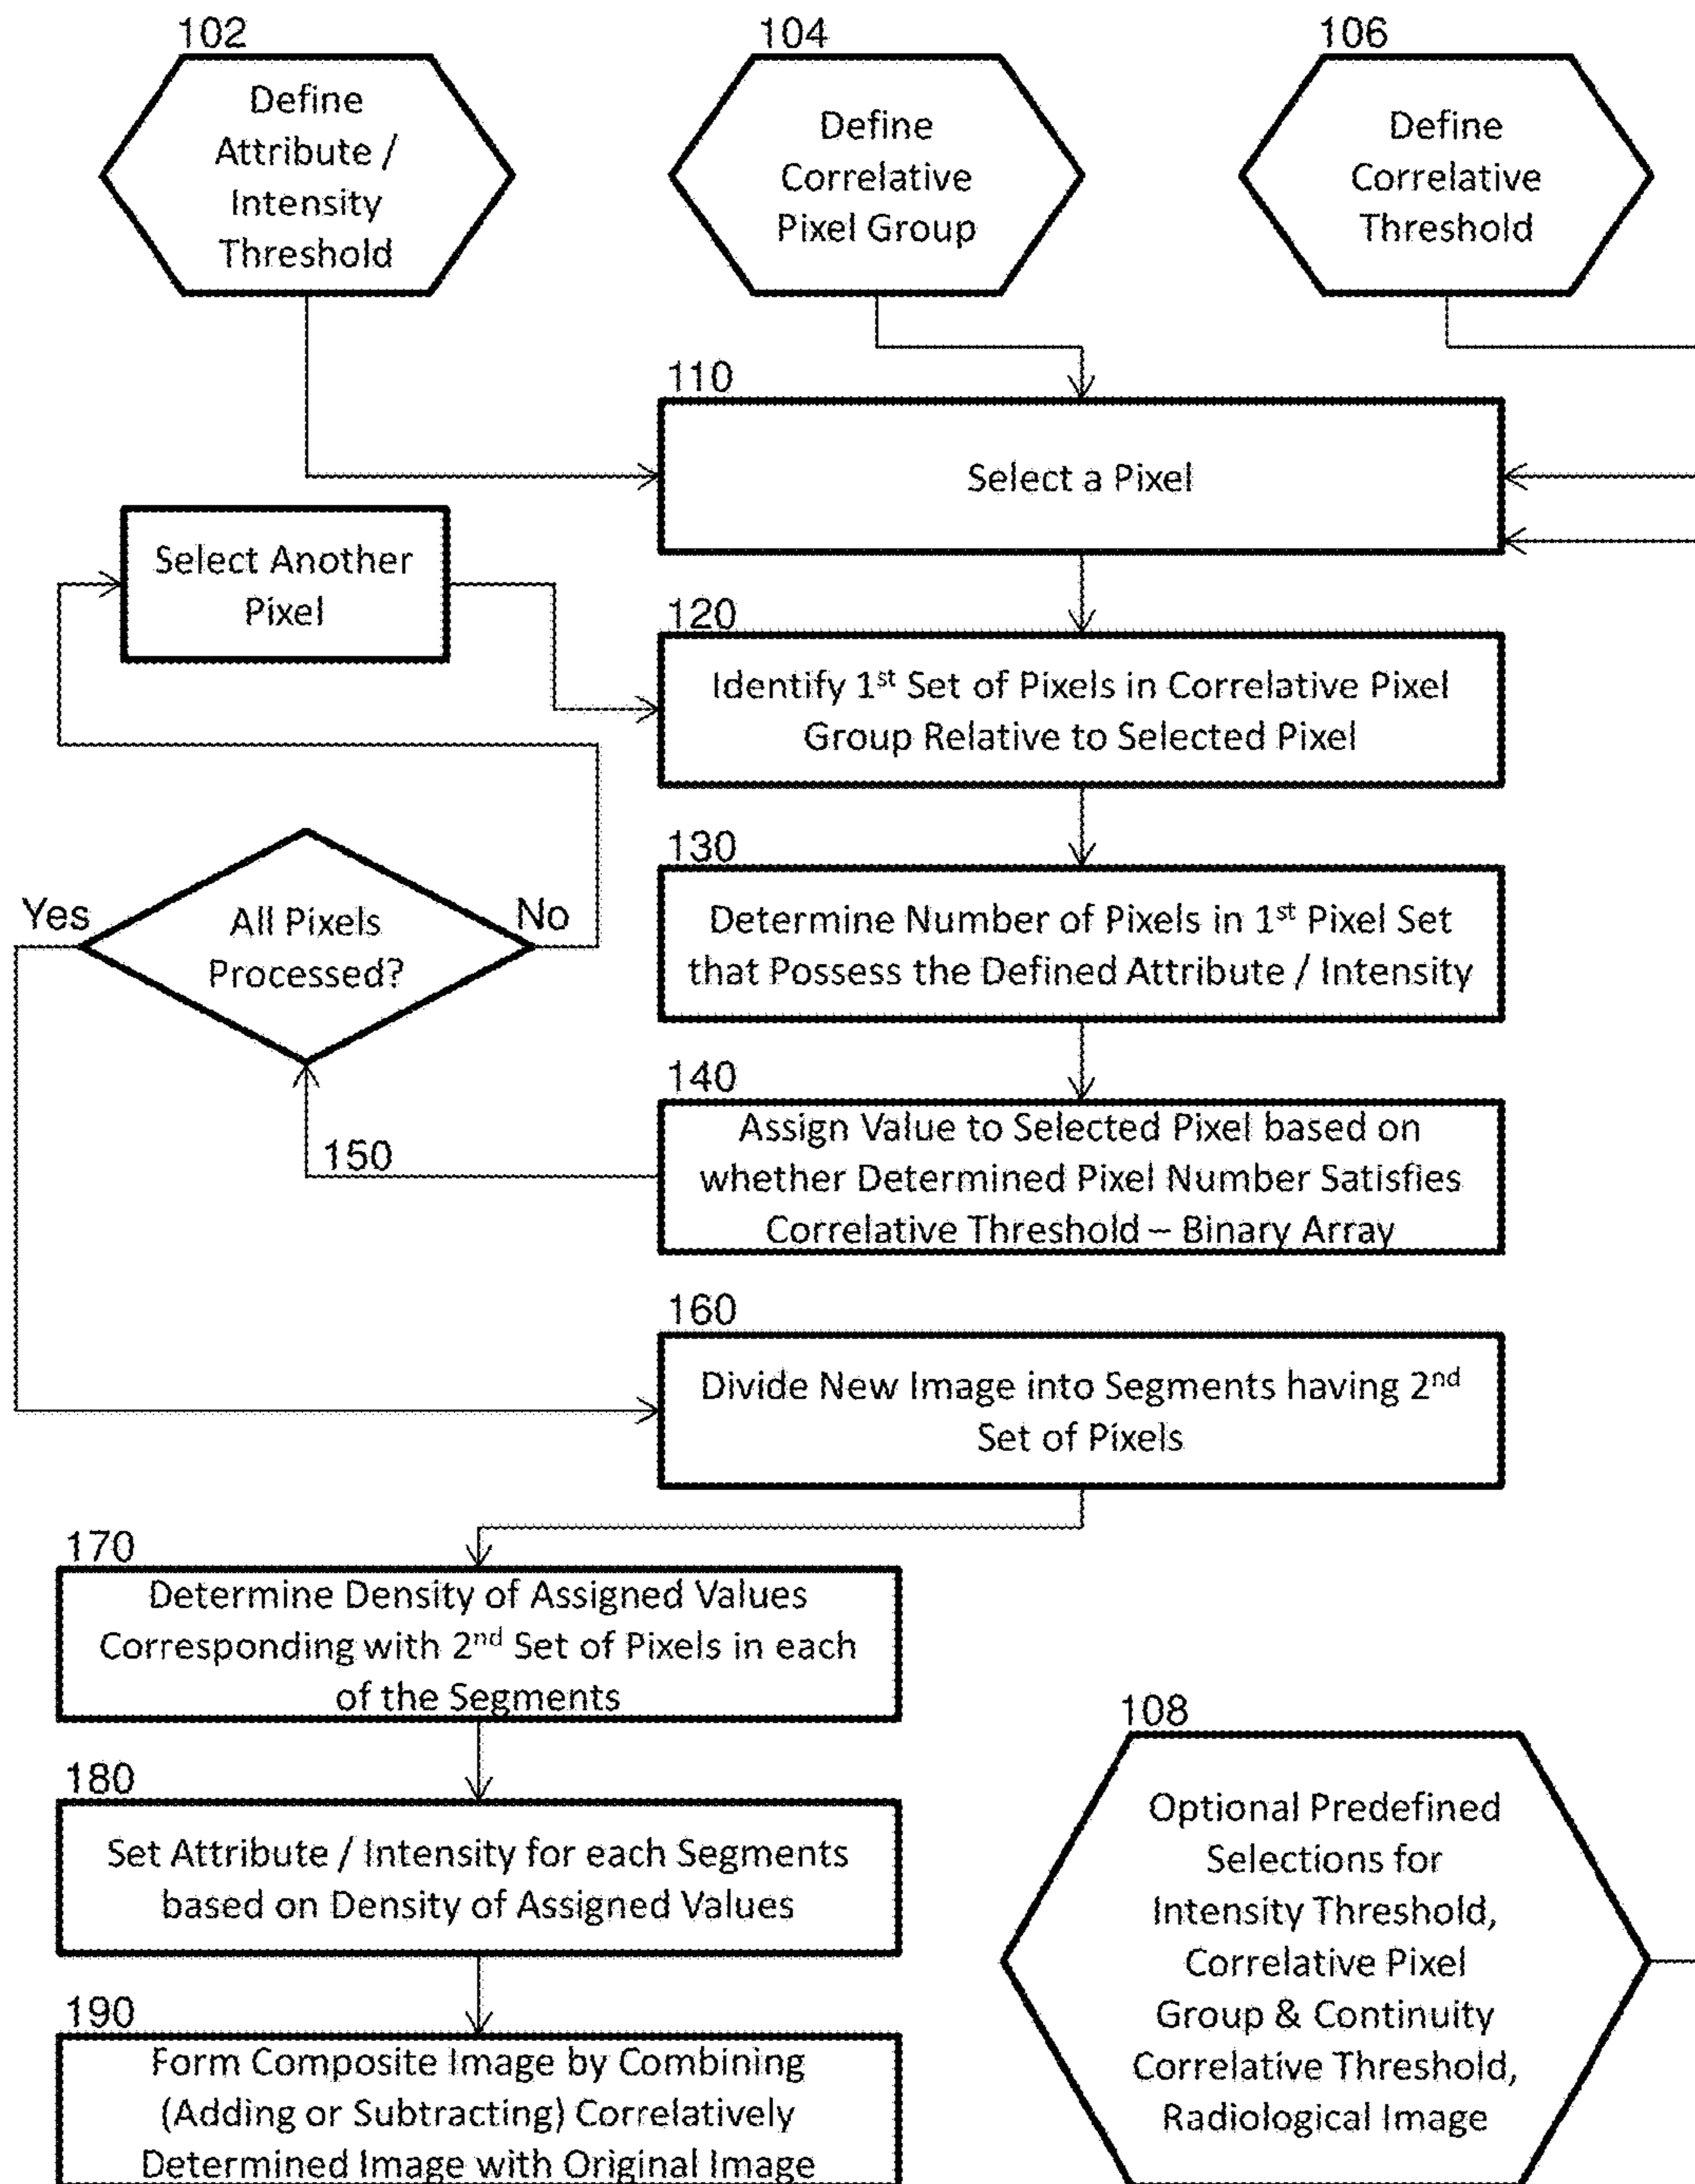 102
Define
Attribute /
Intensity
Threshold
104
Define
Correlative
Pixel Group
106
Define
Correlative
Threshold
110
Select a Pixel
Select Another
Pixel
120
Identify 1st Set of Pixels in Correlative Pixel
Group Relative to Selected Pixel
130
Determine Number of Pixels in 1st Pixel Set
that Possess the Defined Attribute / Intensity
Yes
All Pixels
Processed?
No
140
Assign Value to Selected Pixel based on
whether Determined Pixel Number Satisfies
Correlative Threshold – Binary Array
150
160
Divide New Image into Segments having 2nd
Set of Pixels
170
Determine Density of Assigned Values
Corresponding with 2nd Set of Pixels in each
of the Segments
180
Set Attribute / Intensity for each Segments
based on Density of Assigned Values
190
Form Composite Image by Combining
(Adding or Subtracting) Correlatively
Determined Image with Original Image
108
Optional Predefined
Selections for
Intensity Threshold,
Correlative Pixel
Group & Continuity
Correlative Threshold,
Radiological Image